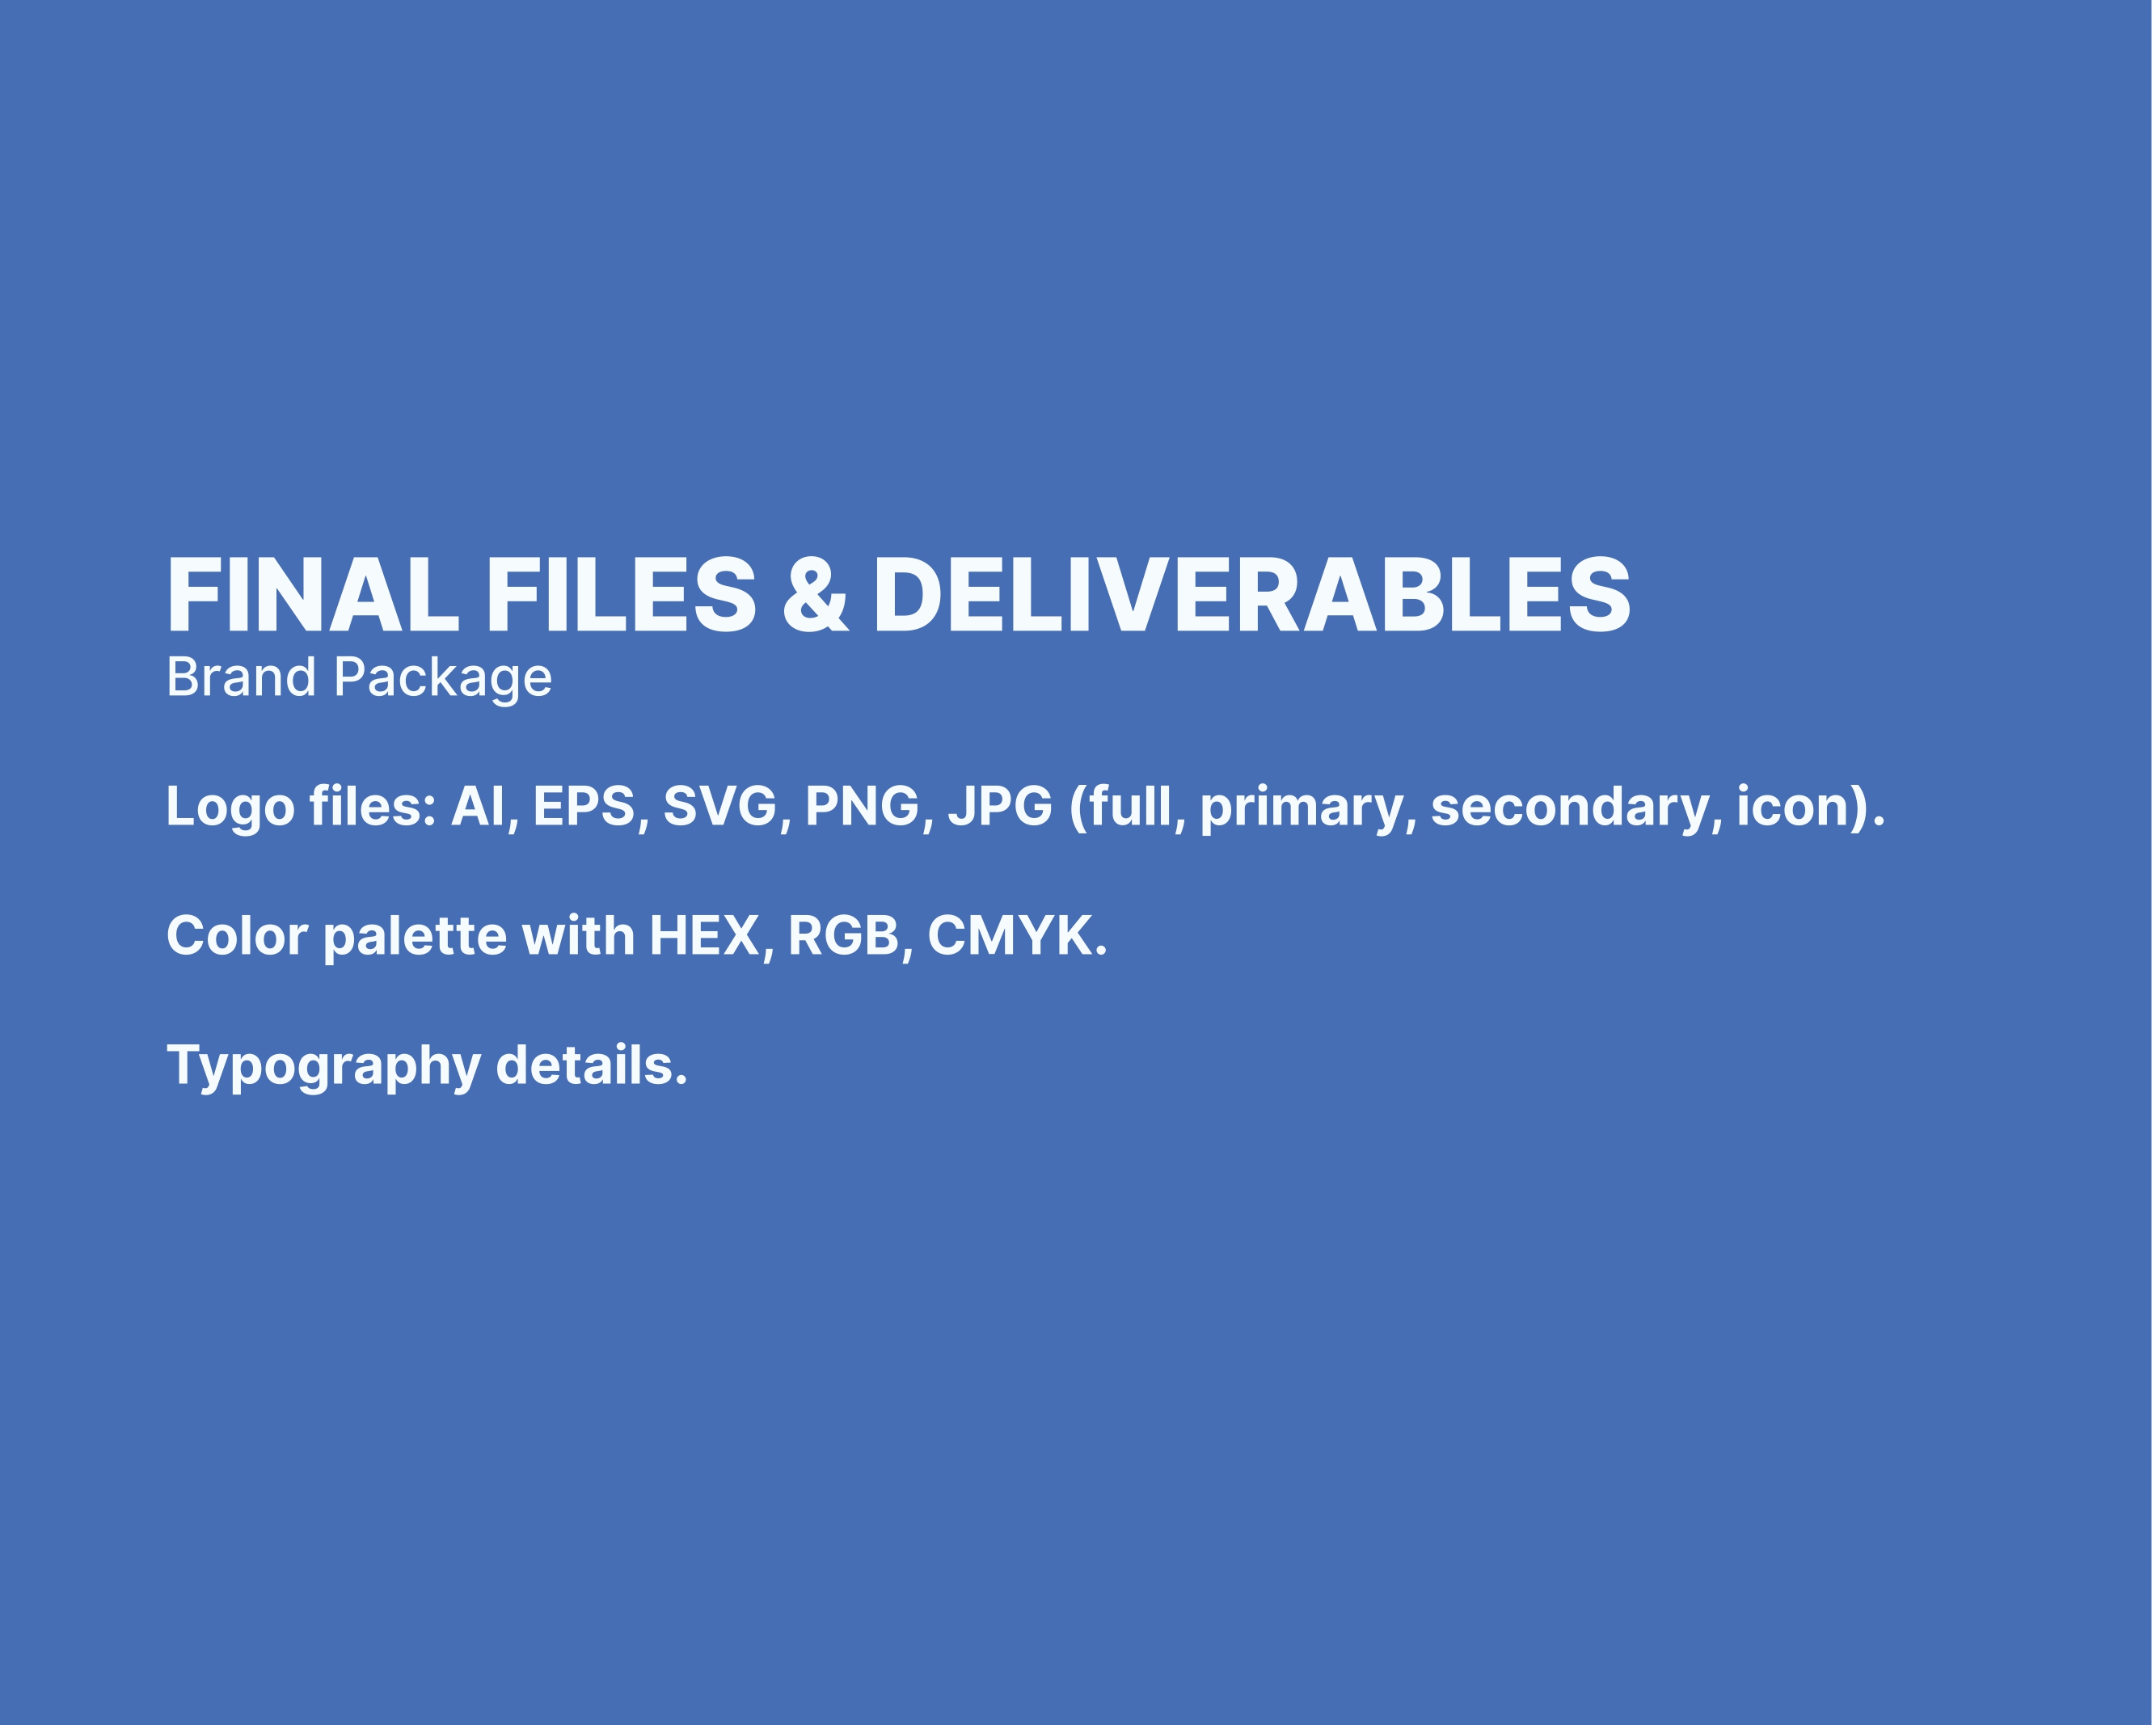 FINAL FILES & DELIVERABLES
Brand Package
Logo files: AI, EPS, SVG, PNG, JPG (full, primary, secondary, icon).
Color palette with HEX, RGB, CMYK.
Typography details.